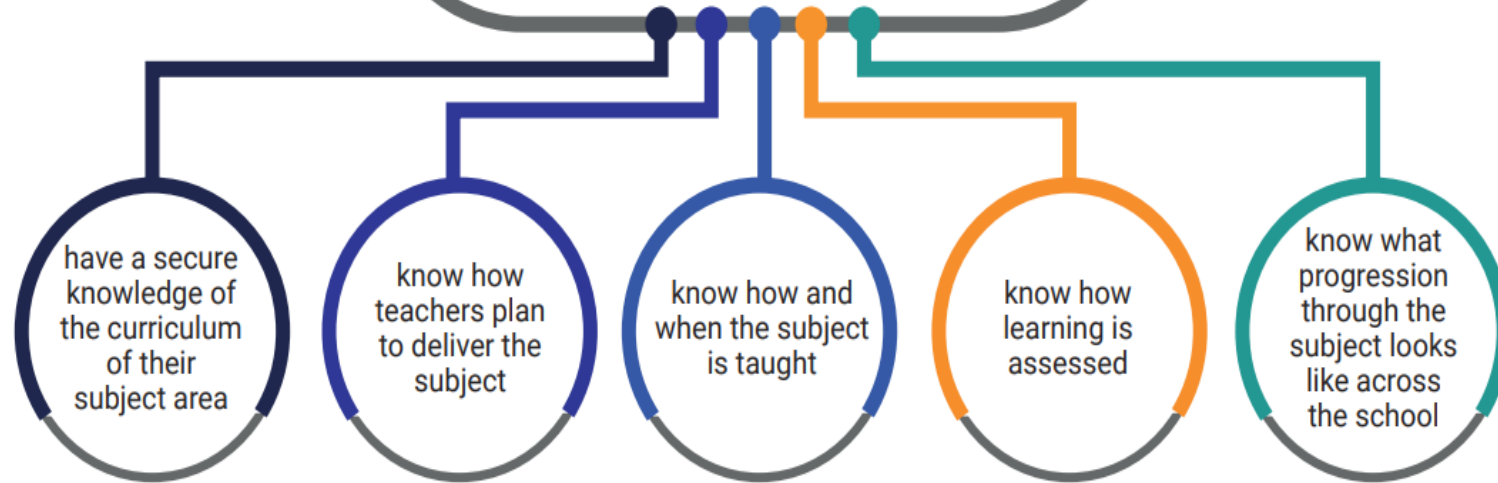 have a secure
knowledge of
the curriculum
of their
subject area
know how
teachers plan
to deliver the
subject
know how and
when the subject
is taught
know how
learning is
assessed
know what
progression
through the
subject looks
like across
the school